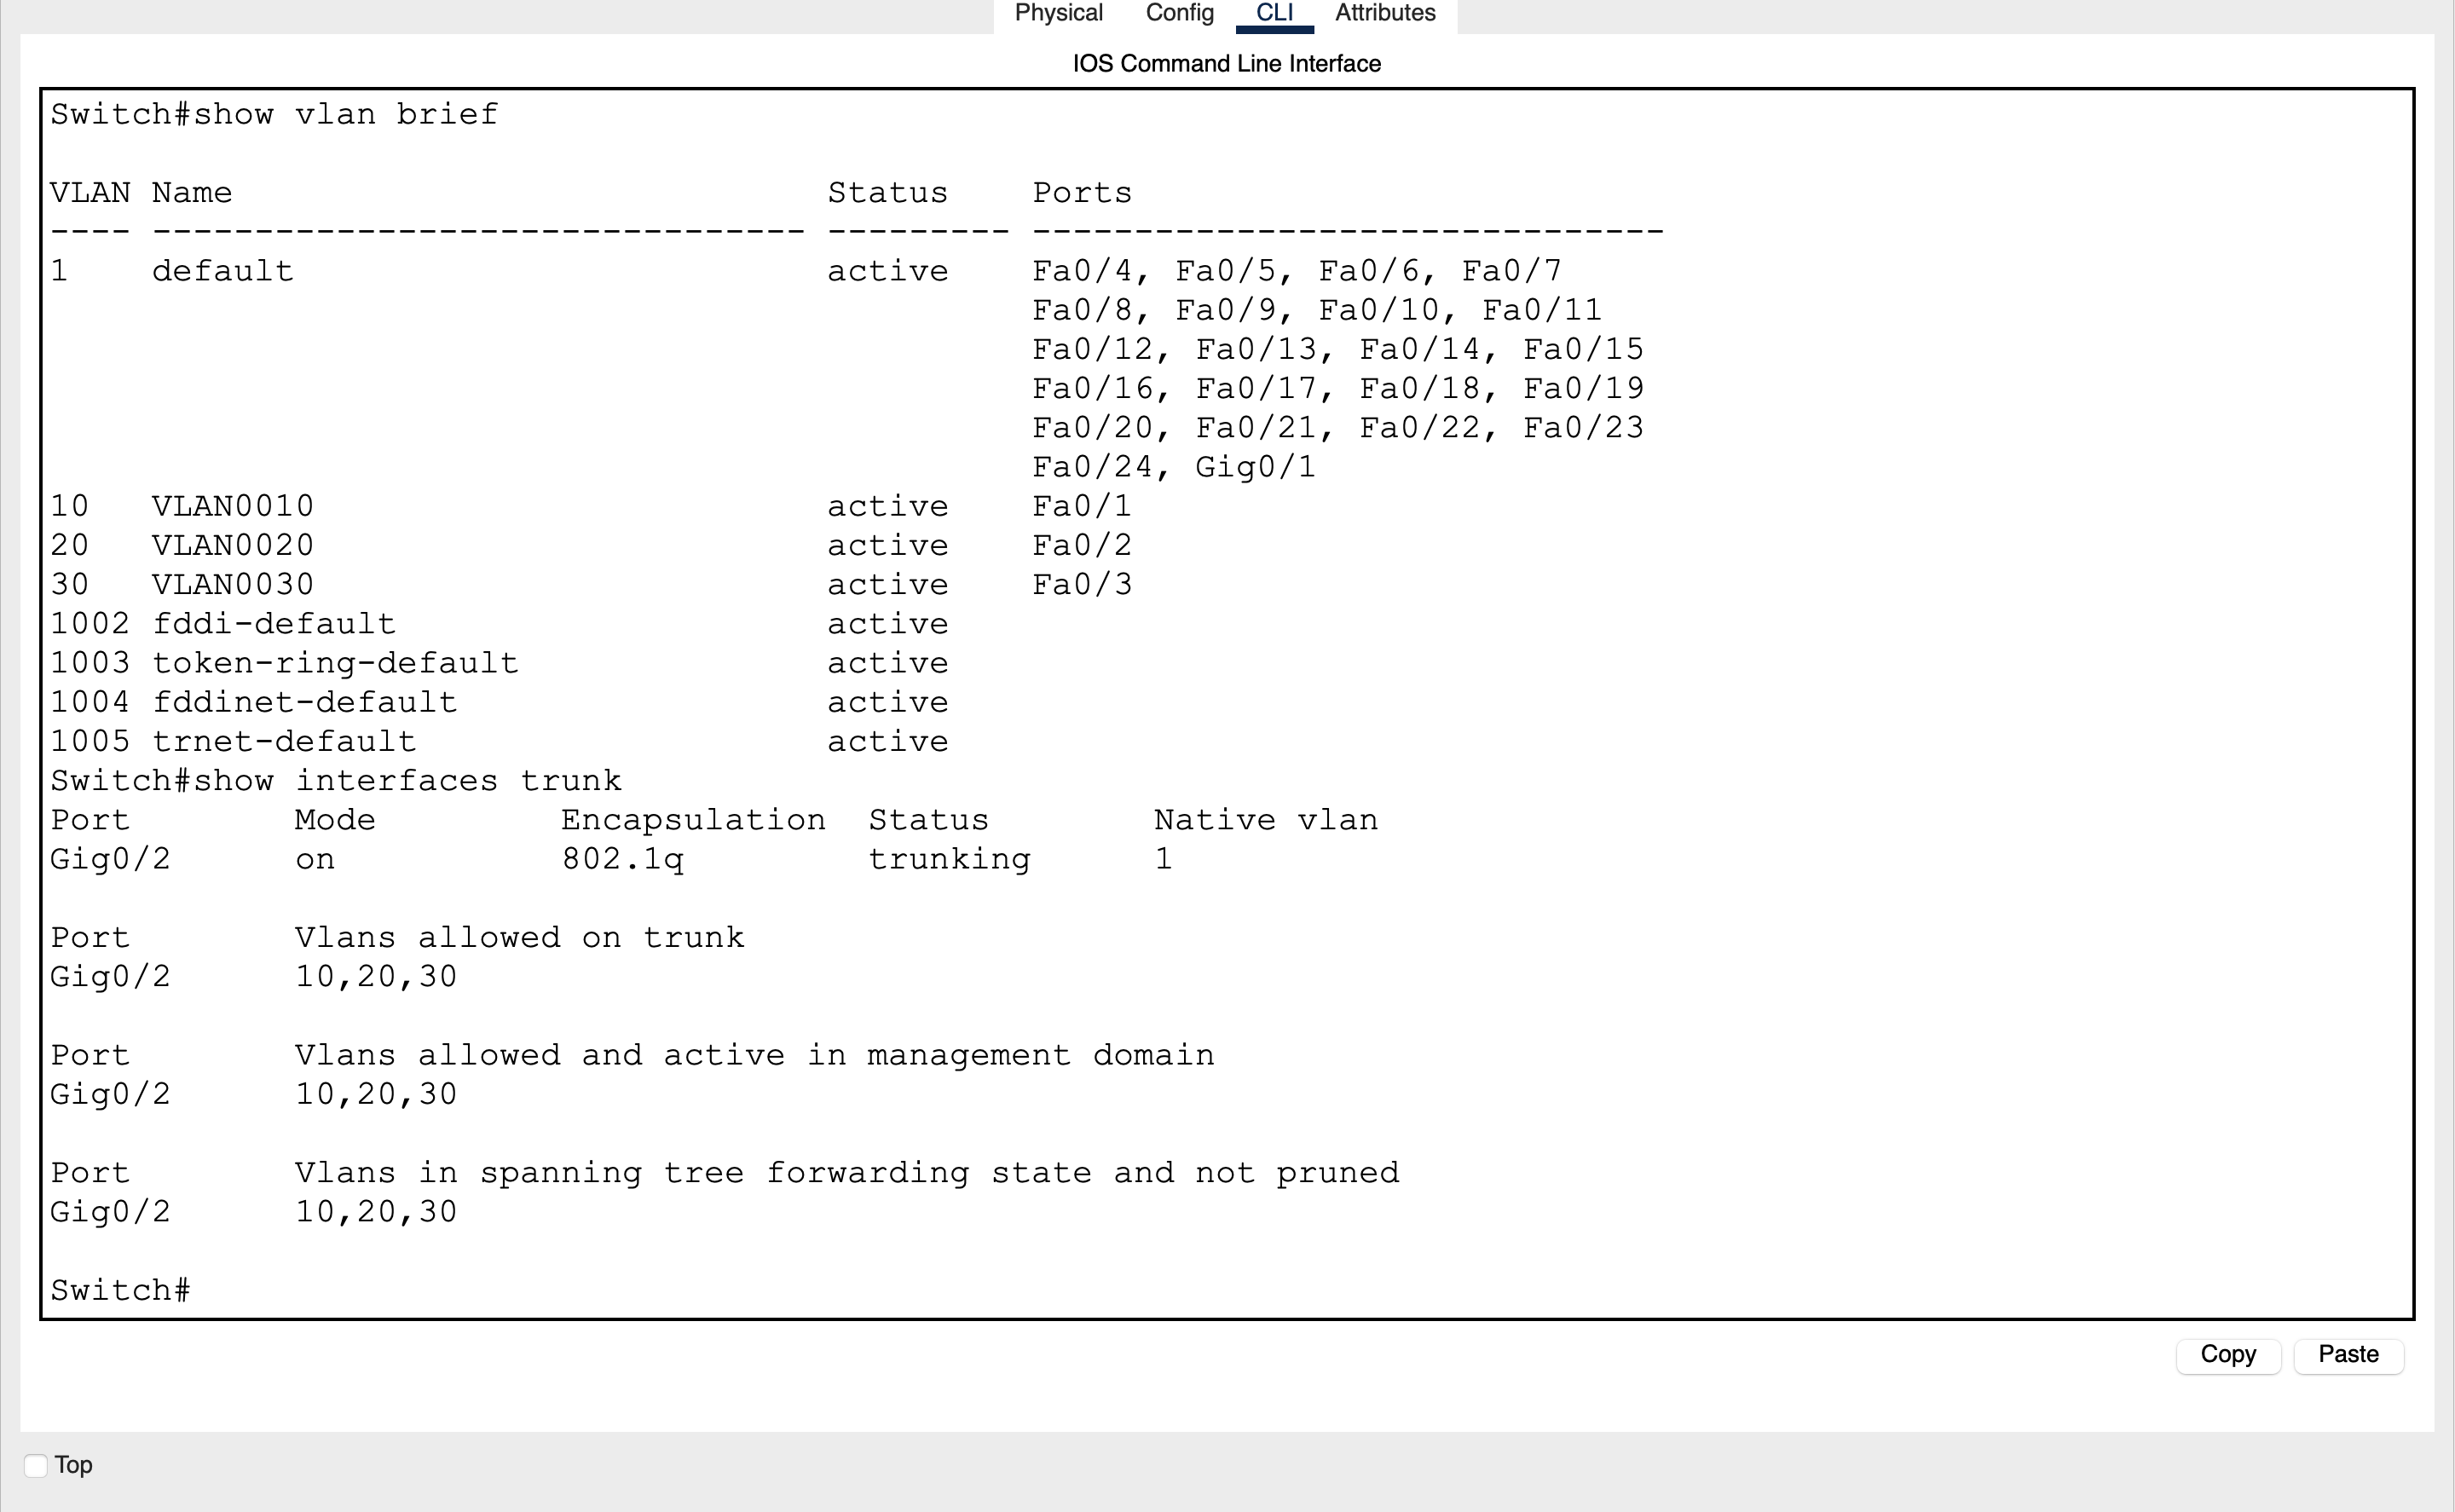 Physical Config CLI Attributes
IOS Command Line Interface
Switch#show vlan brief
VLAN Name                             Status    Ports
---- -------------------------------- --------- -------------------------------
1    default                          active    Fa0/4, Fa0/5, Fa0/6, Fa0/7
                                                Fa0/8, Fa0/9, Fa0/10, Fa0/11
                                                Fa0/12, Fa0/13, Fa0/14, Fa0/15
                                                Fa0/16, Fa0/17, Fa0/18, Fa0/19
                                                Fa0/20, Fa0/21, Fa0/22, Fa0/23
                                                Fa0/24, Gig0/1
10   VLAN0010                         active    Fa0/1
20   VLAN0020                         active    Fa0/2
30   VLAN0030                         active    Fa0/3
1002 fddi-default                     active
1003 token-ring-default               active
1004 fddinet-default                  active
1005 trnet-default                    active
Switch#show interfaces trunk
Port        Mode         Encapsulation  Status        Native vlan
Gig0/2      on           802.1q         trunking      1
Port        Vlans allowed on trunk
Gig0/2      10,20,30
Port        Vlans allowed and active in management domain
Gig0/2      10,20,30
Port        Vlans in spanning tree forwarding state and not pruned
Gig0/2      10,20,30
Switch#
Copy Paste
Top